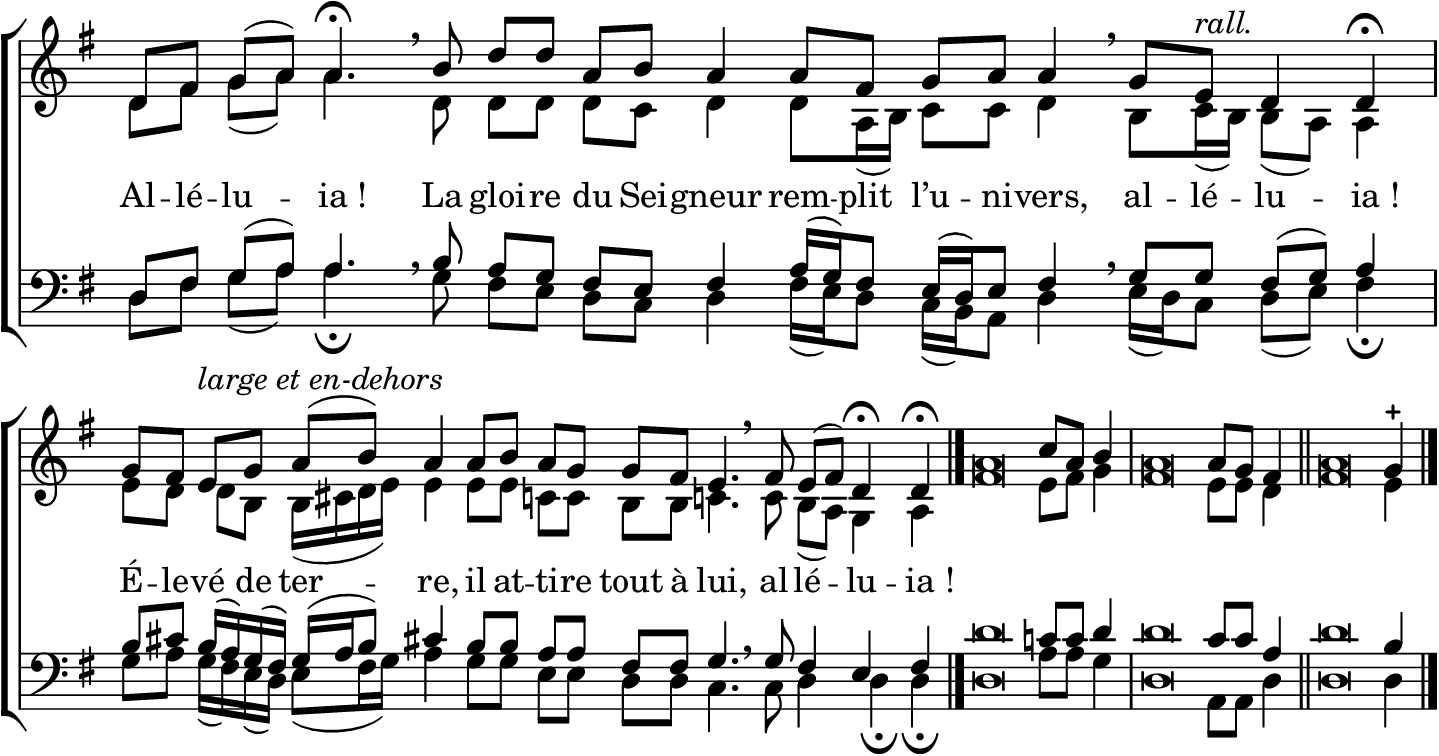 rall.
Al -- lé -- lu -- ia ! La gloire du Seigneur rem -- plit l’u -- nivers, al -- lé -- lu -- ia !
large et en-dehors
É -- levé de ter -- re, il at -- tire tout à lui, al -- lé -- lu -- ia !